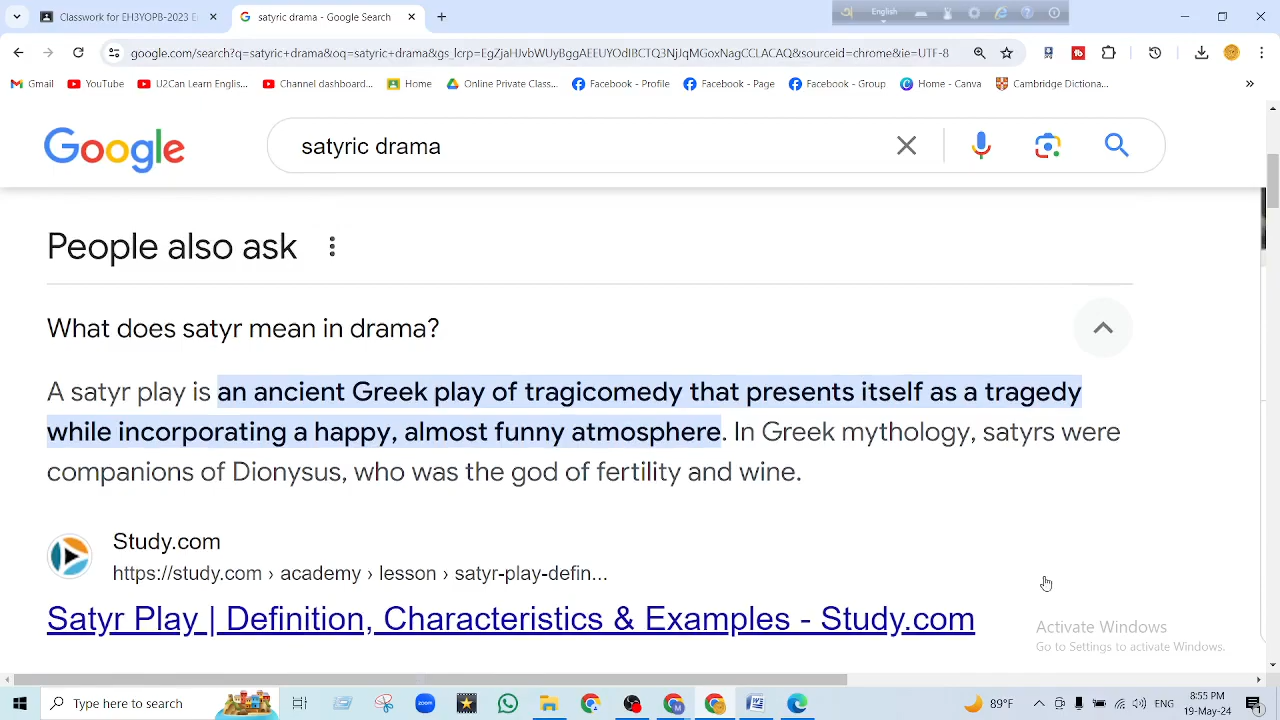 Classroom for EH3935PB-D
Google Search
English
google.com/search?q=satyric+drama&oq=satyric+drama&gs_lcrp=EgZjaHJvbWUyBggAEEUYOdIBCTQ3NjJqMGoxNagCCLACAQ&sourceid=chrome&ie=UTF-8
Gmail YouTube U2Can Learn Englis... Channel dashboard... Home Online Private Class... Facebook - Profile Facebook - Page Facebook - Group Home - Canva Cambridge Dictiona... »
Google satyric drama
People also ask
What does satyr mean in drama?
A satyr play is an ancient Greek play of tragicomedy that presents itself as a tragedy
while incorporating a happy, almost funny atmosphere. In Greek mythology, satyrs were
companions of Dionysus, who was the god of fertility and wine.
Study.com
https://study.com › academy › lesson › satyr-play-defin...
Satyr Play | Definition, Characteristics & Examples - Study.com
Activate Windows
Go to Settings to activate Windows.
Type here to search
zoom
89°F
8:55 PM
19-May-24